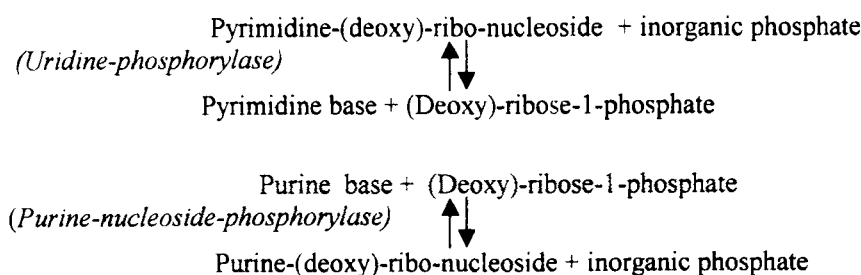 Pyrimidine-(deoxy)-ribo-nucleoside + inorganic phosphate
(Uridine-phosphorylase)
Pyrimidine base + (Deoxy)-ribose-1-phosphate
Purine base + (Deoxy)-ribose-1-phosphate
(Purine-nucleoside-phosphorylase)
Purine-(deoxy)-ribo-nucleoside + inorganic phosphate